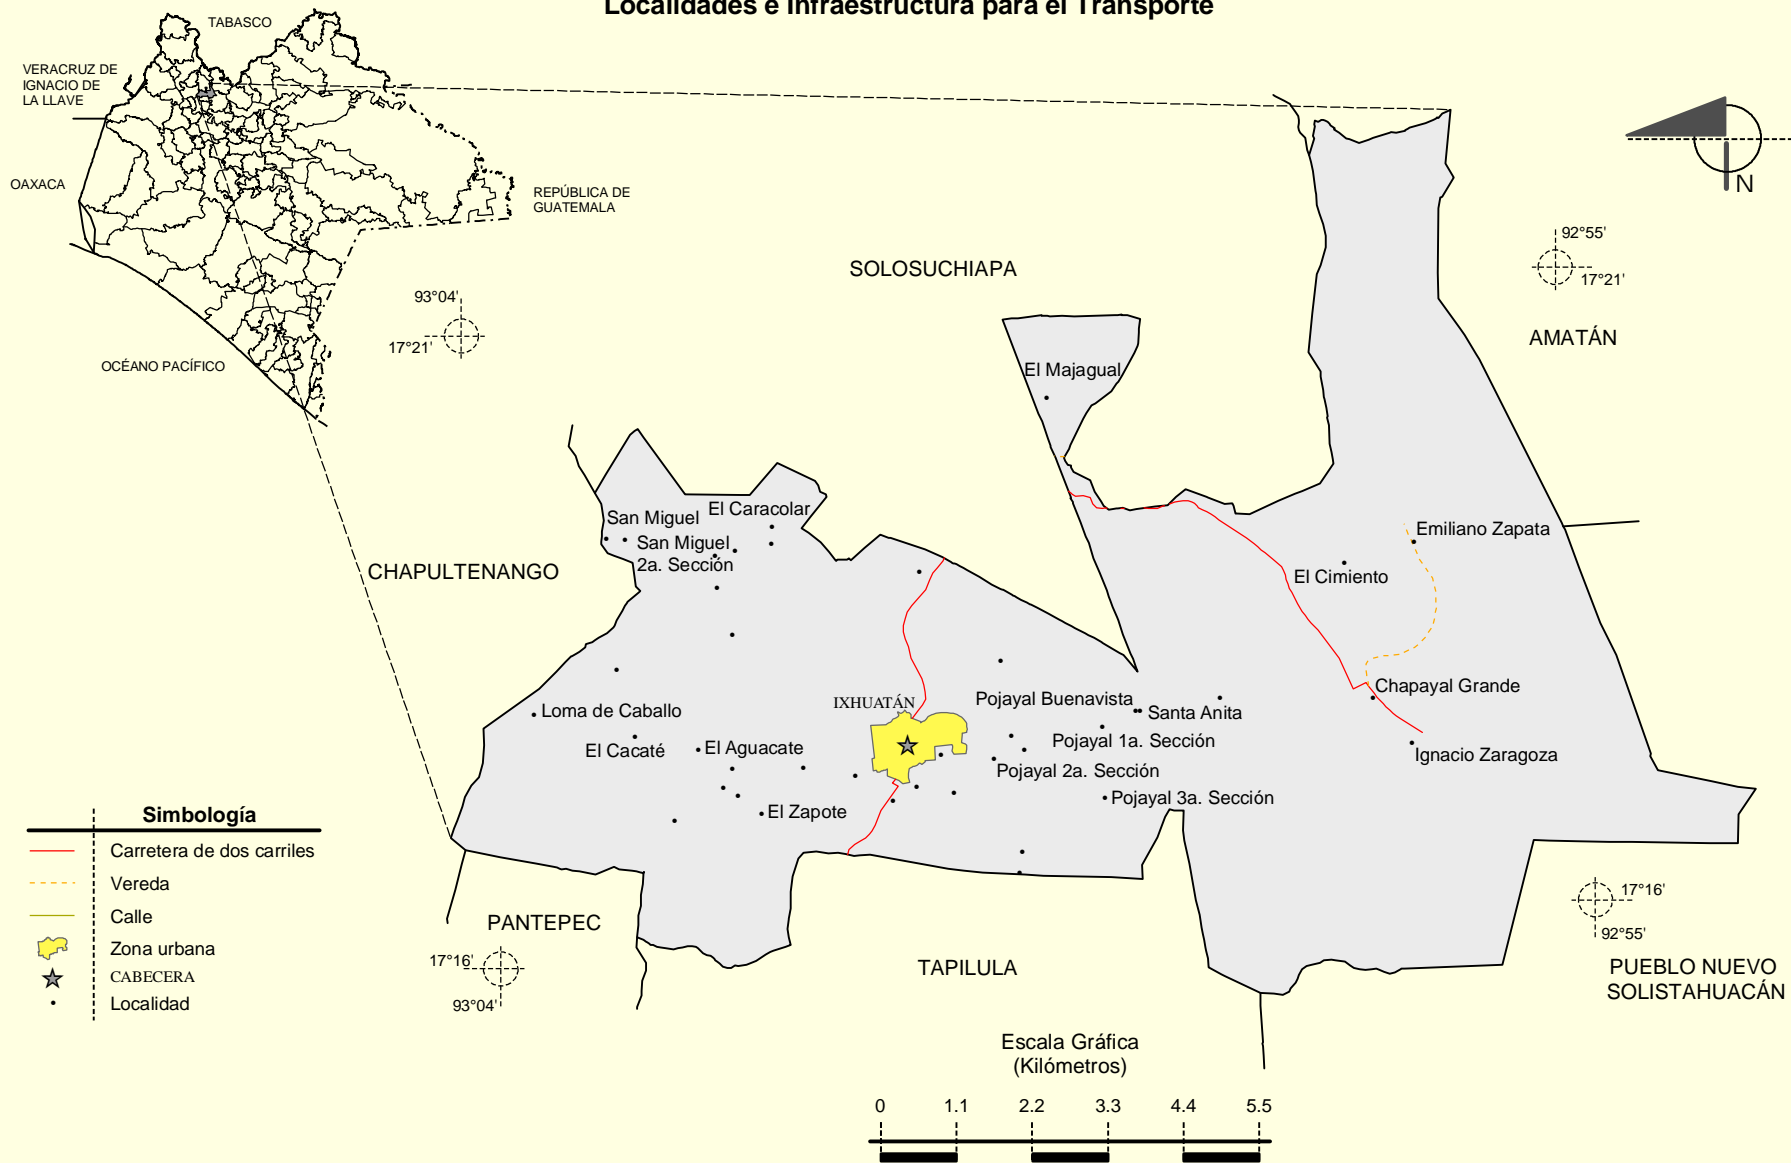 Localidades e Infraestructura para el Transporte
TABASCO
VERACRUZ DE
IGNACIO DE
LA LLAVE
OAXACA
REPÚBLICA DE
GUATEMALA
OCÉANO PACÍFICO
N
93°04'
17°21'
92°55'
17°21'
SOLOSUCHIAPA
AMATÁN
El Majagual
San Miguel
El Caracolar
San Miguel
2a. Sección
CHAPULTENANGO
Emiliano Zapata
El Cimiento
Chapayal Grande
Ignacio Zaragoza
IXHUATÁN
Pojayal Buenavista
Santa Anita
Pojayal 1a. Sección
Pojayal 2a. Sección
Pojayal 3a. Sección
Loma de Caballo
El Cacaté
El Aguacate
El Zapote
Simbología
Carretera de dos carriles
Vereda
Calle
Zona urbana
CABECERA
Localidad
PANTEPEC
17°16'
93°04'
TAPILULA
17°16'
92°55'
PUEBLO NUEVO
SOLISTAHUACÁN
Escala Gráfica
(Kilómetros)
0 1.1 2.2 3.3 4.4 5.5